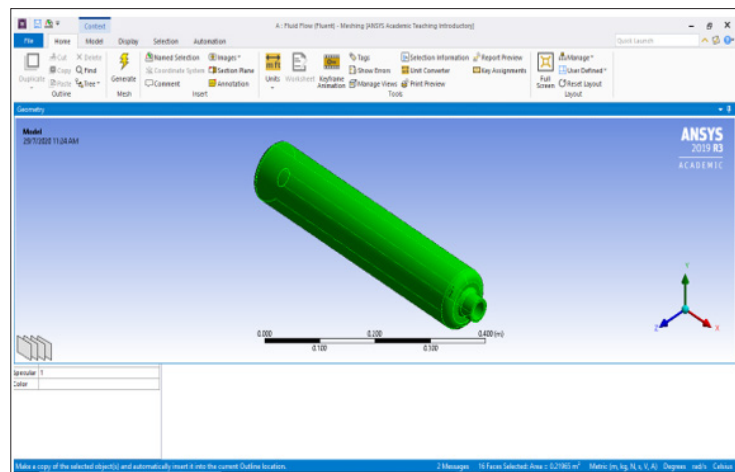 A : Fluid Flow (Fluent) - Meshing [ANSYS Academic Teaching Introductory]
Context
File Home Model Display Selection Automation
Quick Launch
Duplicate
Cut Delete
Copy Find
Paste Tree
Outline
Generate
Mesh
Named Selection Images
Coordinate System Section Plane
Comment Annotation
Insert
Units
Worksheet
Keyframe
Animation
Tags
Show Errors
Manage Views
Selection Information
Unit Converter
Print Preview
Report Preview
Key Assignments
Tools
Full
Screen
Manage
User Defined
Reset Layout
Layout
Geometry
Model
29/7/2020 11:24 AM
ANSYS
2019 R3
ACADEMIC
Y
Z
X
0.000 0.200 0.400 (m)
0.100 0.300
Specular 1
Color
Make a copy of the selected object(s) and automatically insert it into the current Outline location.
2 Messages 16 Faces Selected: Area = 0.21965 m² Metric (m, kg, N, s, V, A) Degrees rad/s Celsius